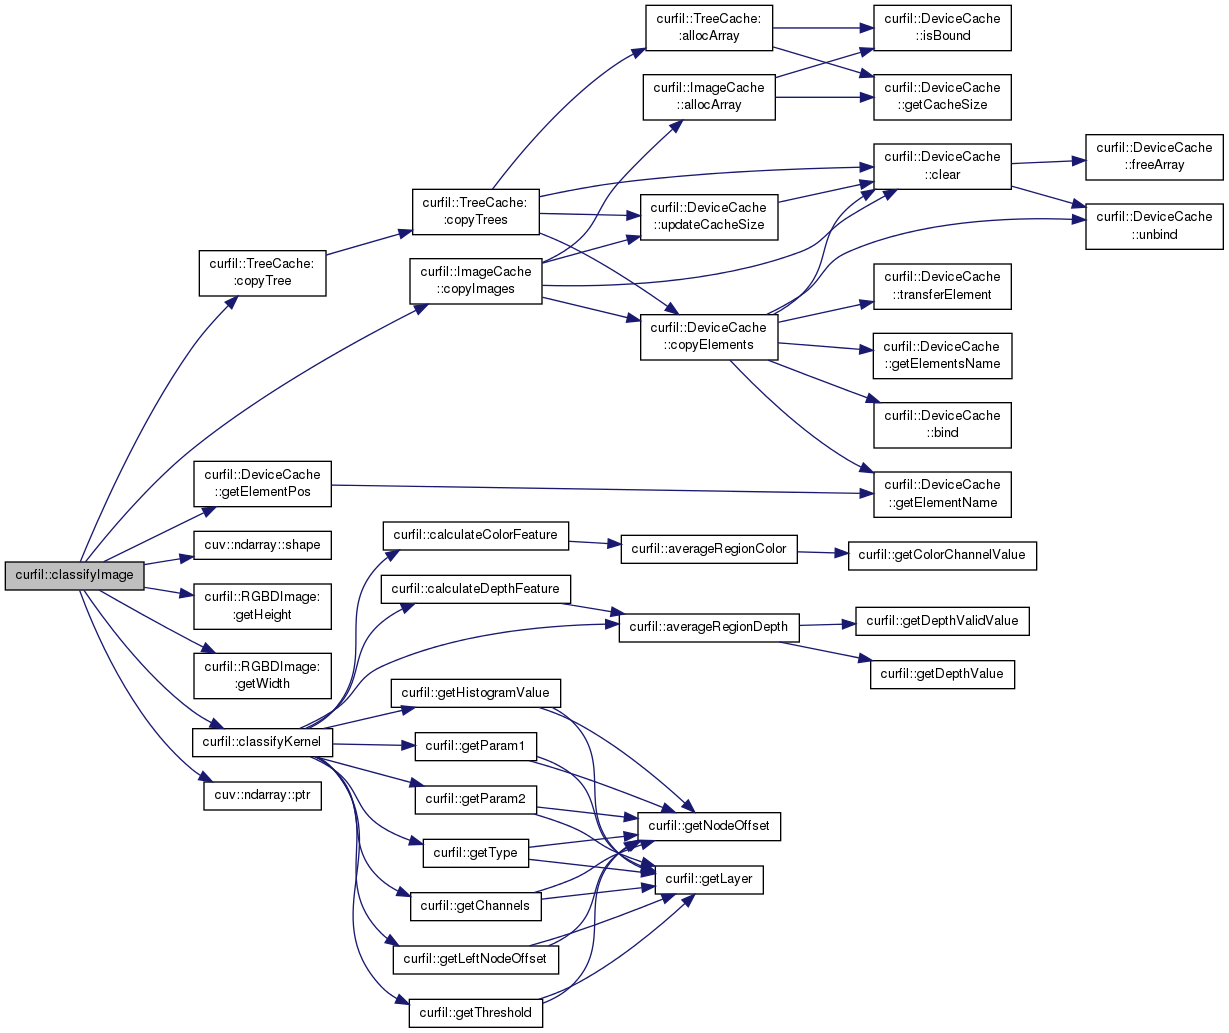 curfil::classifyImage
curfil::TreeCache:
:copyTree
curfil::DeviceCache
::getElementPos
cuv::ndarray::shape
curfil::RGBDImage:
:getHeight
curfil::RGBDImage:
:getWidth
curfil::classifyKernel
cuv::ndarray::ptr
curfil::TreeCache:
:copyTrees
curfil::ImageCache
::copyImages
curfil::calculateColorFeature
curfil::calculateDepthFeature
curfil::getHistogramValue
curfil::getParam1
curfil::getParam2
curfil::getType
curfil::getChannels
curfil::getLeftNodeOffset
curfil::getThreshold
curfil::TreeCache:
:allocArray
curfil::ImageCache
::allocArray
curfil::DeviceCache
::updateCacheSize
curfil::DeviceCache
::copyElements
curfil::averageRegionColor
curfil::averageRegionDepth
curfil::getNodeOffset
curfil::getLayer
curfil::DeviceCache
::isBound
curfil::DeviceCache
::getCacheSize
curfil::DeviceCache
::clear
curfil::DeviceCache
::transferElement
curfil::DeviceCache
::getElementsName
curfil::DeviceCache
::bind
curfil::DeviceCache
::getElementName
curfil::getColorChannelValue
curfil::getDepthValidValue
curfil::getDepthValue
curfil::DeviceCache
::freeArray
curfil::DeviceCache
::unbind